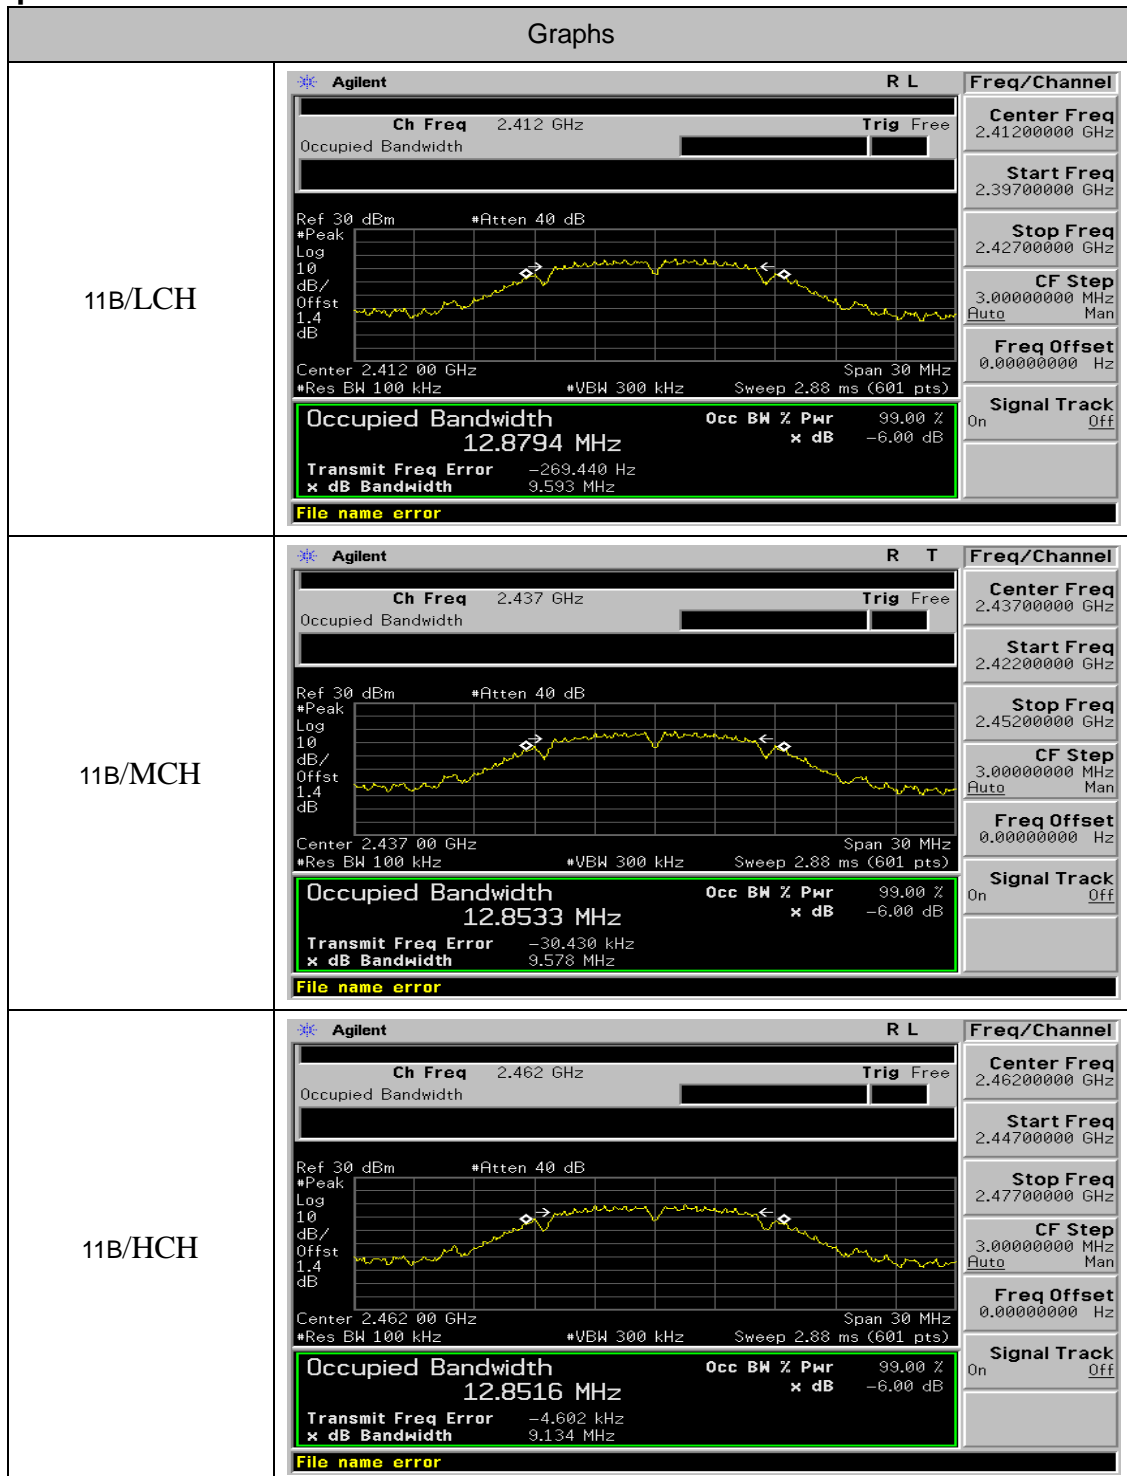 Graphs
11B/LCH
Agilent R L
Freq/Channel
Ch Freq 2.412 GHz Trig Free
Occupied Bandwidth
Center Freq
2.41200000 GHz
Start Freq
2.39700000 GHz
Stop Freq
2.42700000 GHz
CF Step
3.00000000 MHz
Auto Man
Freq Offset
0.00000000 Hz
Signal Track
On Off
Ref 30 dBm #Atten 40 dB
#Peak
Log
10
dB/
Offst
1.4
dB
Center 2.412 00 GHz Span 30 MHz
#Res BW 100 kHz #VBW 300 kHz Sweep 2.88 ms (601 pts)
Occupied Bandwidth Occ BW % Pwr 99.00 %
12.8794 MHz x dB -6.00 dB
Transmit Freq Error -269.440 Hz
x dB Bandwidth 9.593 MHz
File name error
11B/MCH
Agilent R T
Freq/Channel
Ch Freq 2.437 GHz Trig Free
Occupied Bandwidth
Center Freq
2.43700000 GHz
Start Freq
2.42200000 GHz
Stop Freq
2.45200000 GHz
CF Step
3.00000000 MHz
Auto Man
Freq Offset
0.00000000 Hz
Signal Track
On Off
Ref 30 dBm #Atten 40 dB
#Peak
Log
10
dB/
Offst
1.4
dB
Center 2.437 00 GHz Span 30 MHz
#Res BW 100 kHz #VBW 300 kHz Sweep 2.88 ms (601 pts)
Occupied Bandwidth Occ BW % Pwr 99.00 %
12.8533 MHz x dB -6.00 dB
Transmit Freq Error -30.430 kHz
x dB Bandwidth 9.578 MHz
File name error
11B/HCH
Agilent R L
Freq/Channel
Ch Freq 2.462 GHz Trig Free
Occupied Bandwidth
Center Freq
2.46200000 GHz
Start Freq
2.44700000 GHz
Stop Freq
2.47700000 GHz
CF Step
3.00000000 MHz
Auto Man
Freq Offset
0.00000000 Hz
Signal Track
On Off
Ref 30 dBm #Atten 40 dB
#Peak
Log
10
dB/
Offst
1.4
dB
Center 2.462 00 GHz Span 30 MHz
#Res BW 100 kHz #VBW 300 kHz Sweep 2.88 ms (601 pts)
Occupied Bandwidth Occ BW % Pwr 99.00 %
12.8516 MHz x dB -6.00 dB
Transmit Freq Error -4.602 kHz
x dB Bandwidth 9.134 MHz
File name error